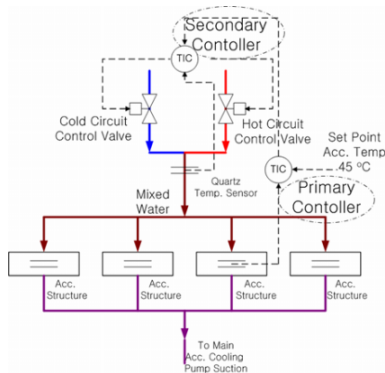 Secondary
Contoller
TIC
Cold Circuit
Control Valve
Hot Circuit
Control Valve
Set Point
Acc. Temp
.45 ºC
TIC
Quartz
Temp. Sensor
Mixed
Water
Primary
Contoller
Acc.
Structure
Acc.
Structure
Acc.
Structure
Acc.
Structure
To Main
Acc. Cooling
Pump Suction